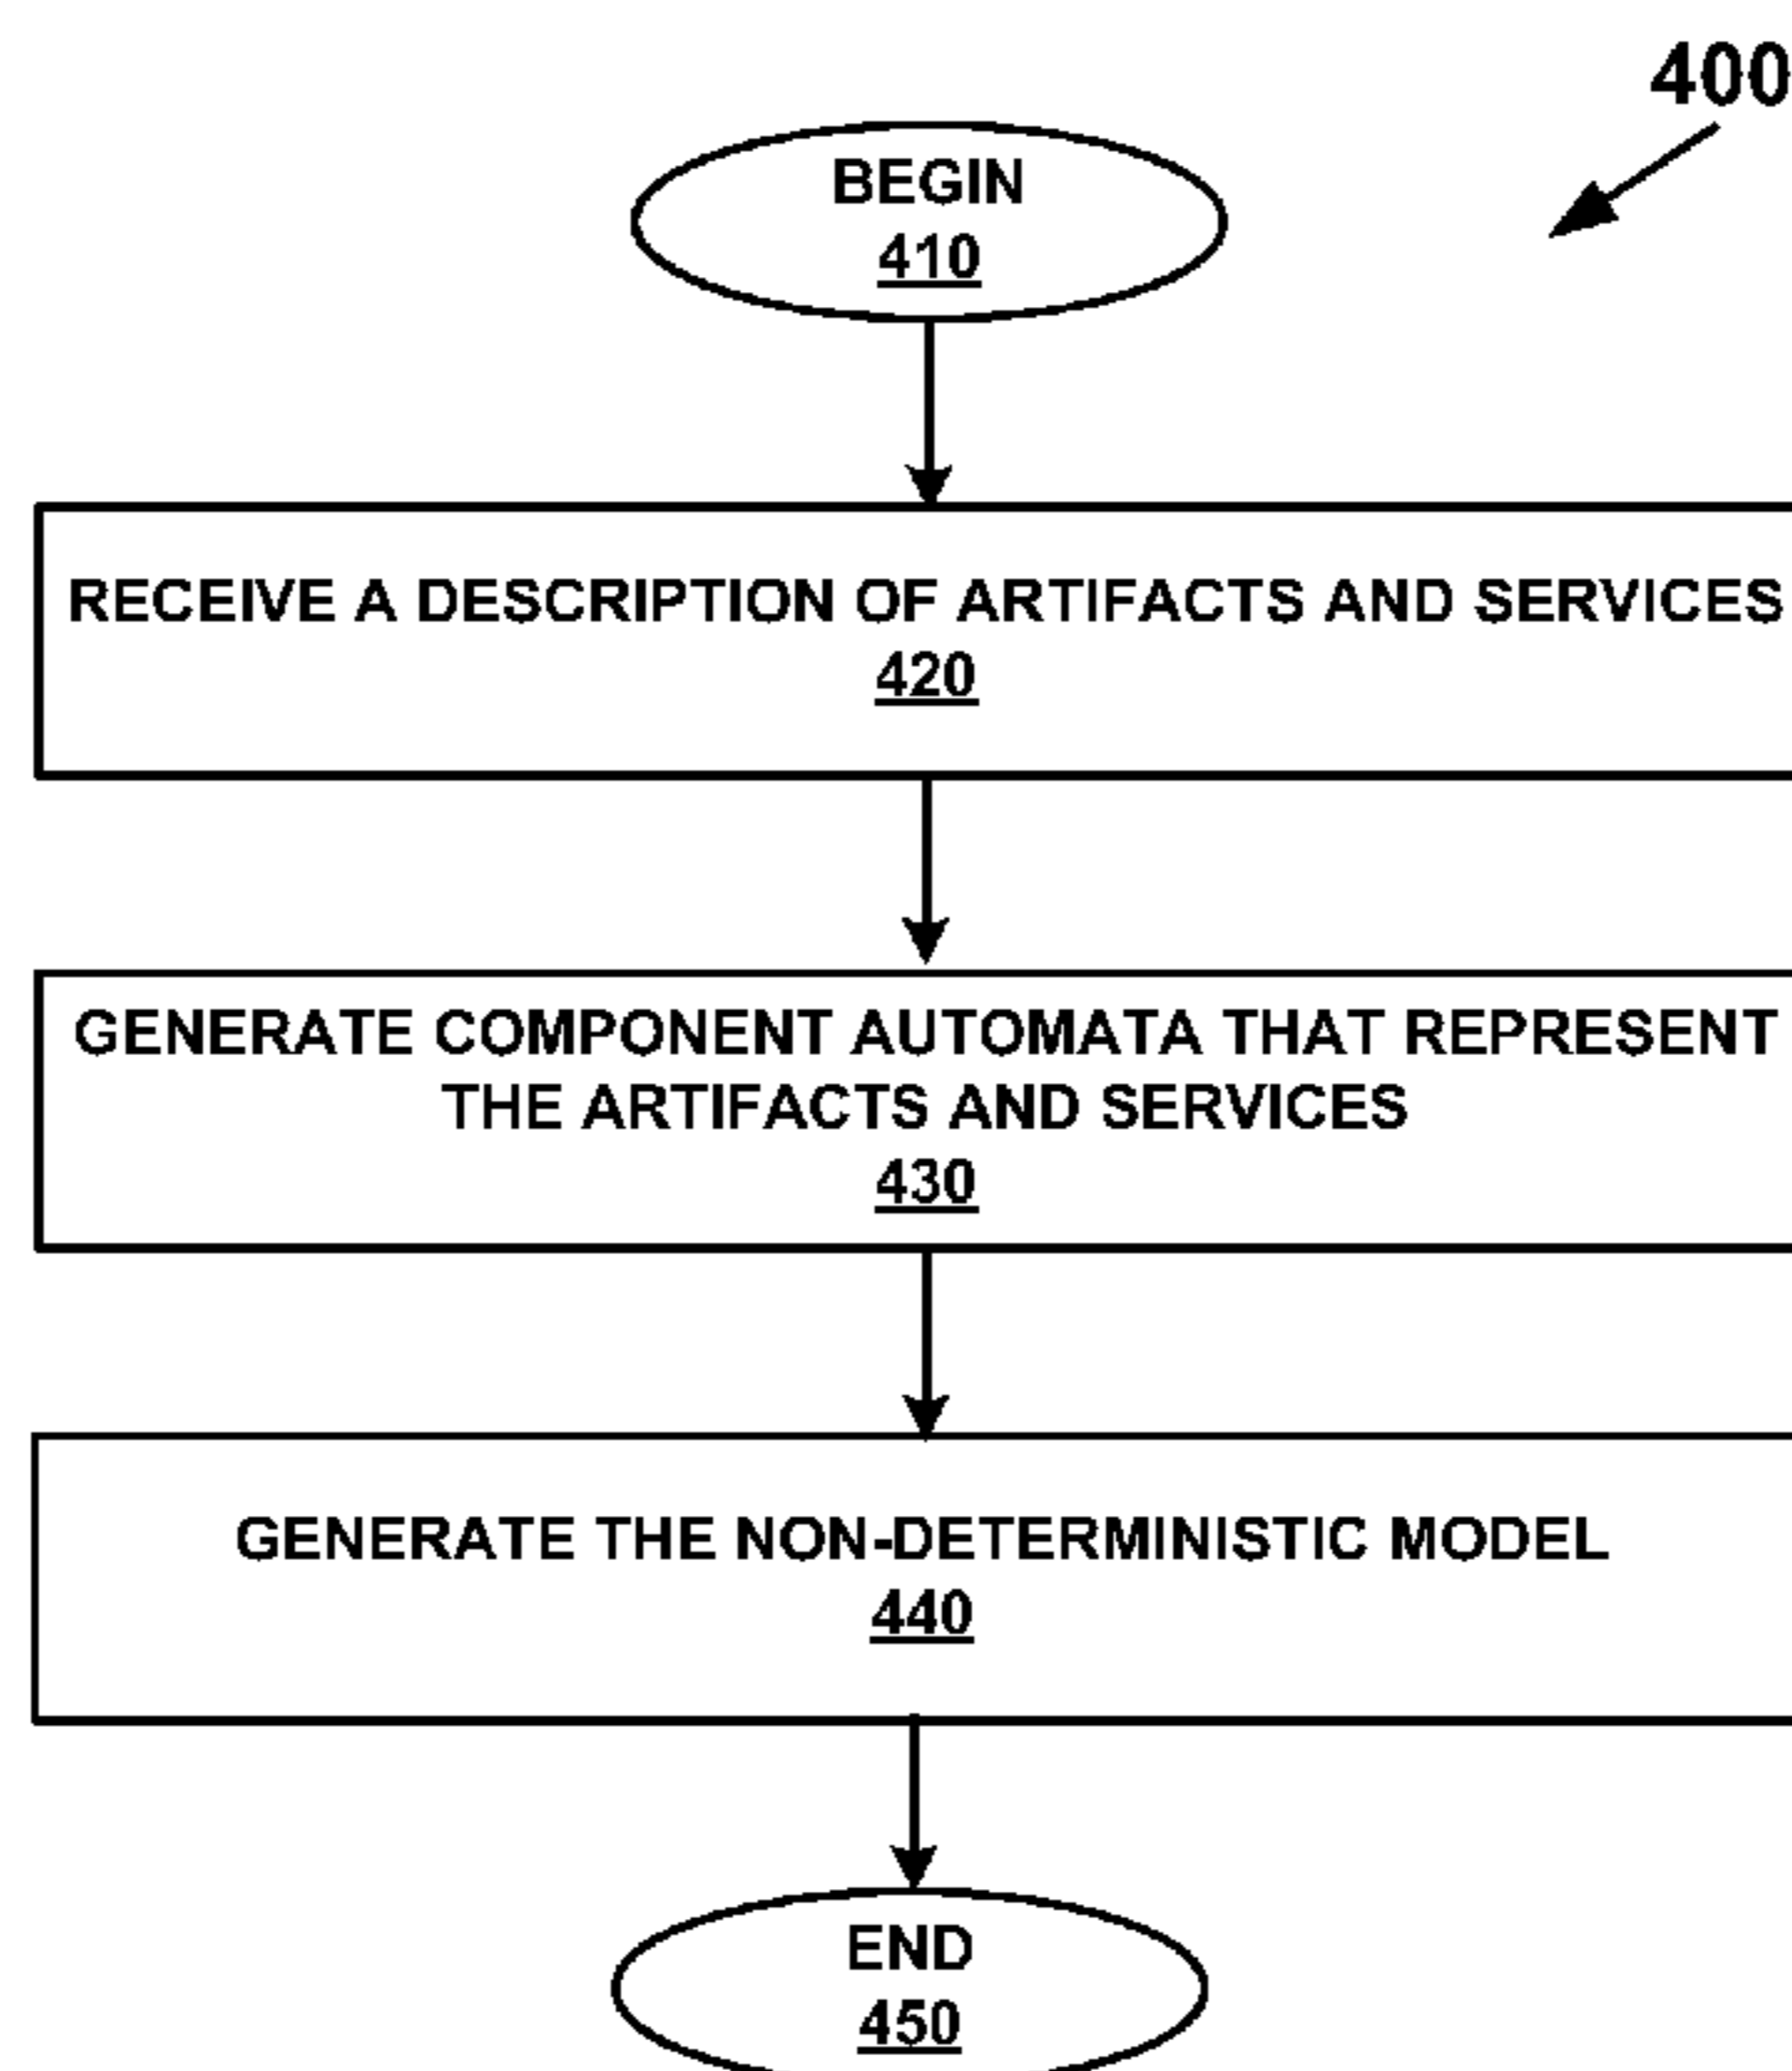 400
BEGIN
410
RECEIVE A DESCRIPTION OF ARTIFACTS AND SERVICES
420
GENERATE COMPONENT AUTOMATA THAT REPRESENT
THE ARTIFACTS AND SERVICES
430
GENERATE THE NON-DETERMINISTIC MODEL
440
END
450